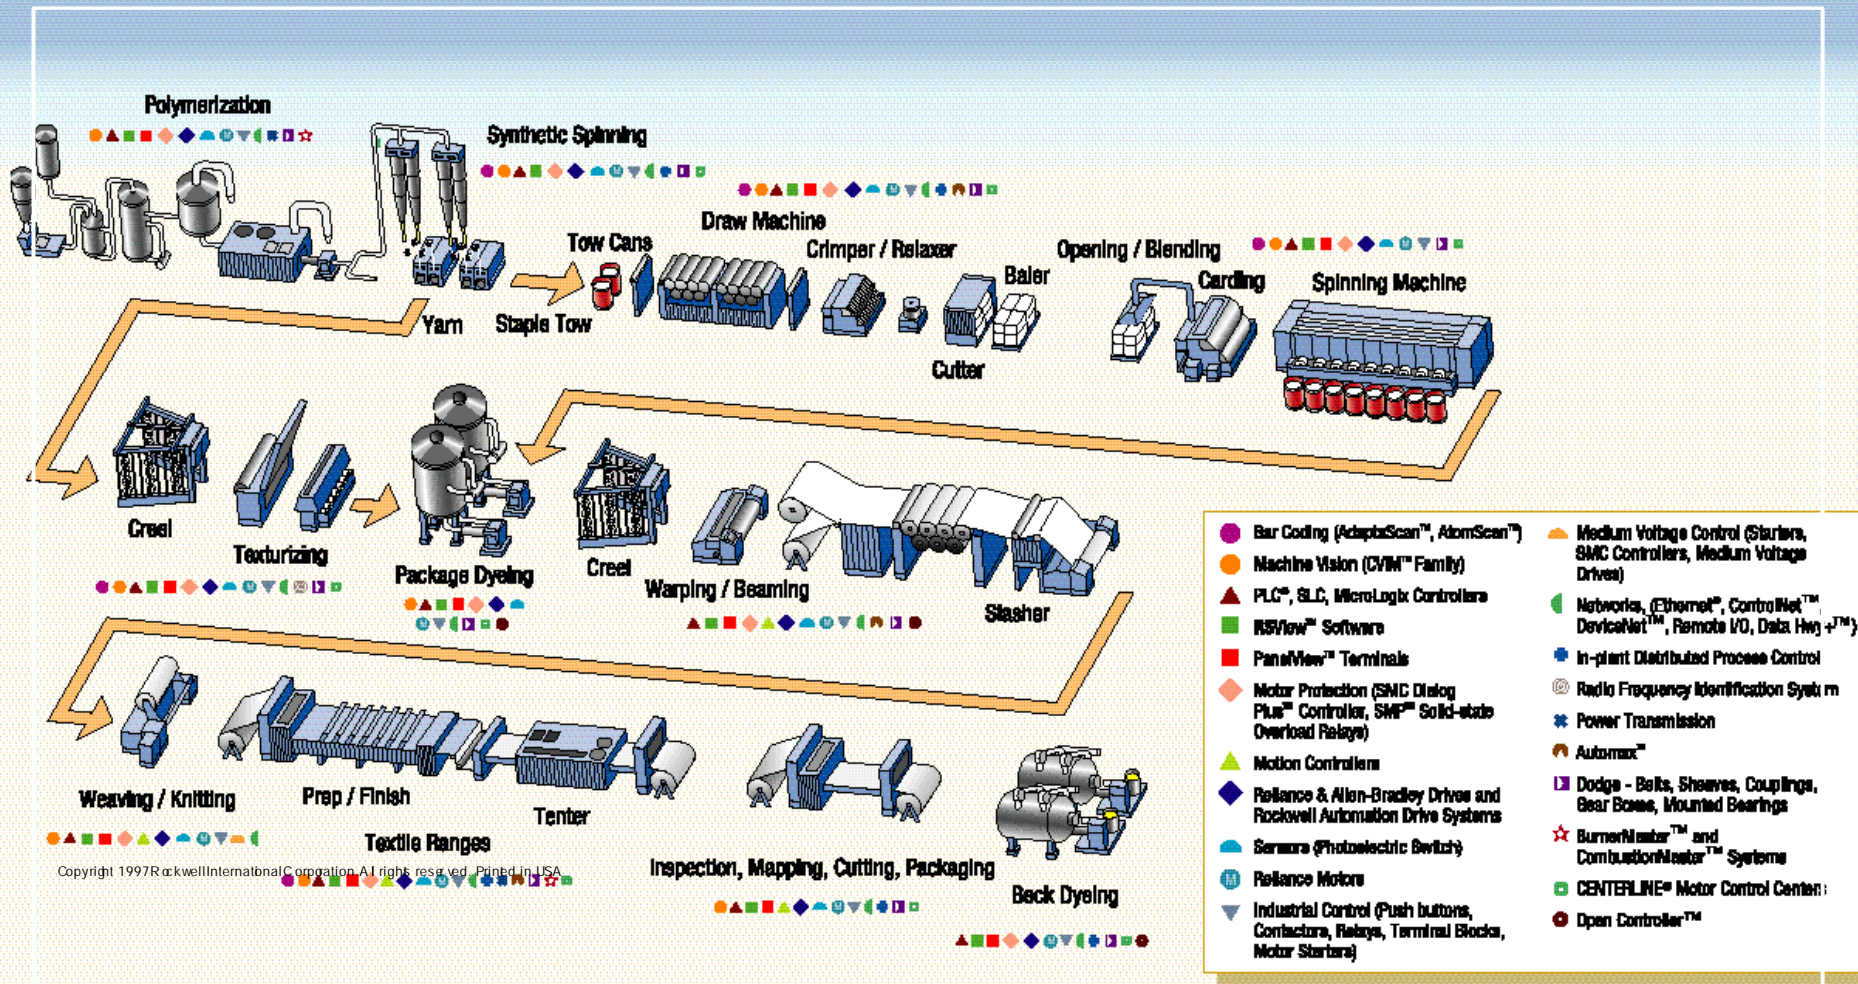 Polymerization
Synthetic Spinning
Draw Machine
Tow Cans
Crimper / Relaxer
Opening / Blending
Baler
Carding
Spinning Machine
Yarn
Staple Tow
Cutter
Creel
Texturizing
Package Dyeing
Creel
Warping / Beaming
Slasher
Weaving / Knitting
Prep / Finish
Tenter
Textile Ranges
Inspection, Mapping, Cutting, Packaging
Beck Dyeing
Copyright 1997 Rockwell International Corporation. All rights reserved. Printed in USA
Bar Coding (AdaptaScan™, AtomScan™)
Machine Vision (CVIM™ Family)
PLC®, SLC, MicroLogix Controllers
RSView™ Software
PanelView™ Terminals
Motor Protection (SMC Dialog
Plus™ Controller, SMP™ Solid-state
Overload Relays)
Motion Controllers
Reliance & Allen-Bradley Drives and
Rockwell Automation Drive Systems
Sensors (Photoelectric Switch)
Reliance Motors
Industrial Control (Push buttons,
Contactors, Relays, Terminal Blocks,
Motor Starters)
Medium Voltage Control (Starters,
SMC Controllers, Medium Voltage
Drives)
Networks, (Ethernet®, ControlNet™,
DeviceNet™, Remote I/O, Data Hwy+™)
In-plant Distributed Process Control
Radio Frequency Identification System
Power Transmission
Automax™
Dodge - Belts, Sheaves, Couplings,
Gear Boxes, Mounted Bearings
BurnerMaster™ and
CombustionMaster™ Systems
CENTERLINE® Motor Control Centers
Open Controller™